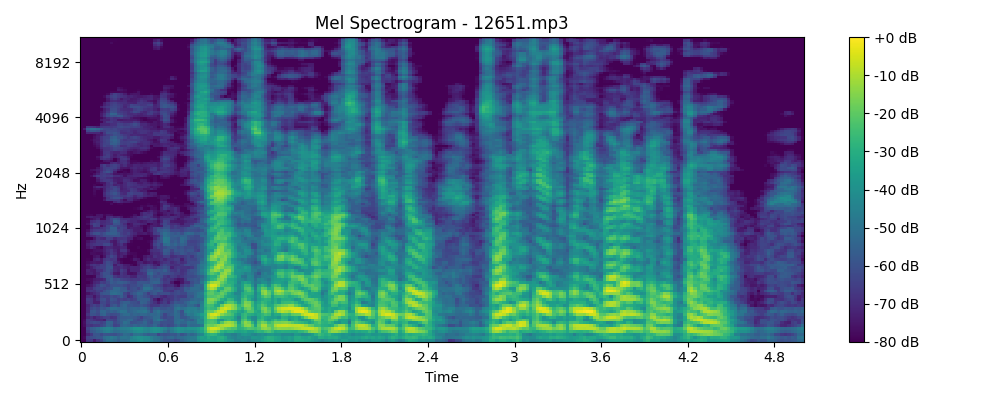 Mel Spectrogram - 12651.mp3
8192
4096
2048
1024
512
0
Hz
0
0.6
1.2
1.8
2.4
3
3.6
4.2
4.8
Time
+0 dB
-10 dB
-20 dB
-30 dB
-40 dB
-50 dB
-60 dB
-70 dB
-80 dB